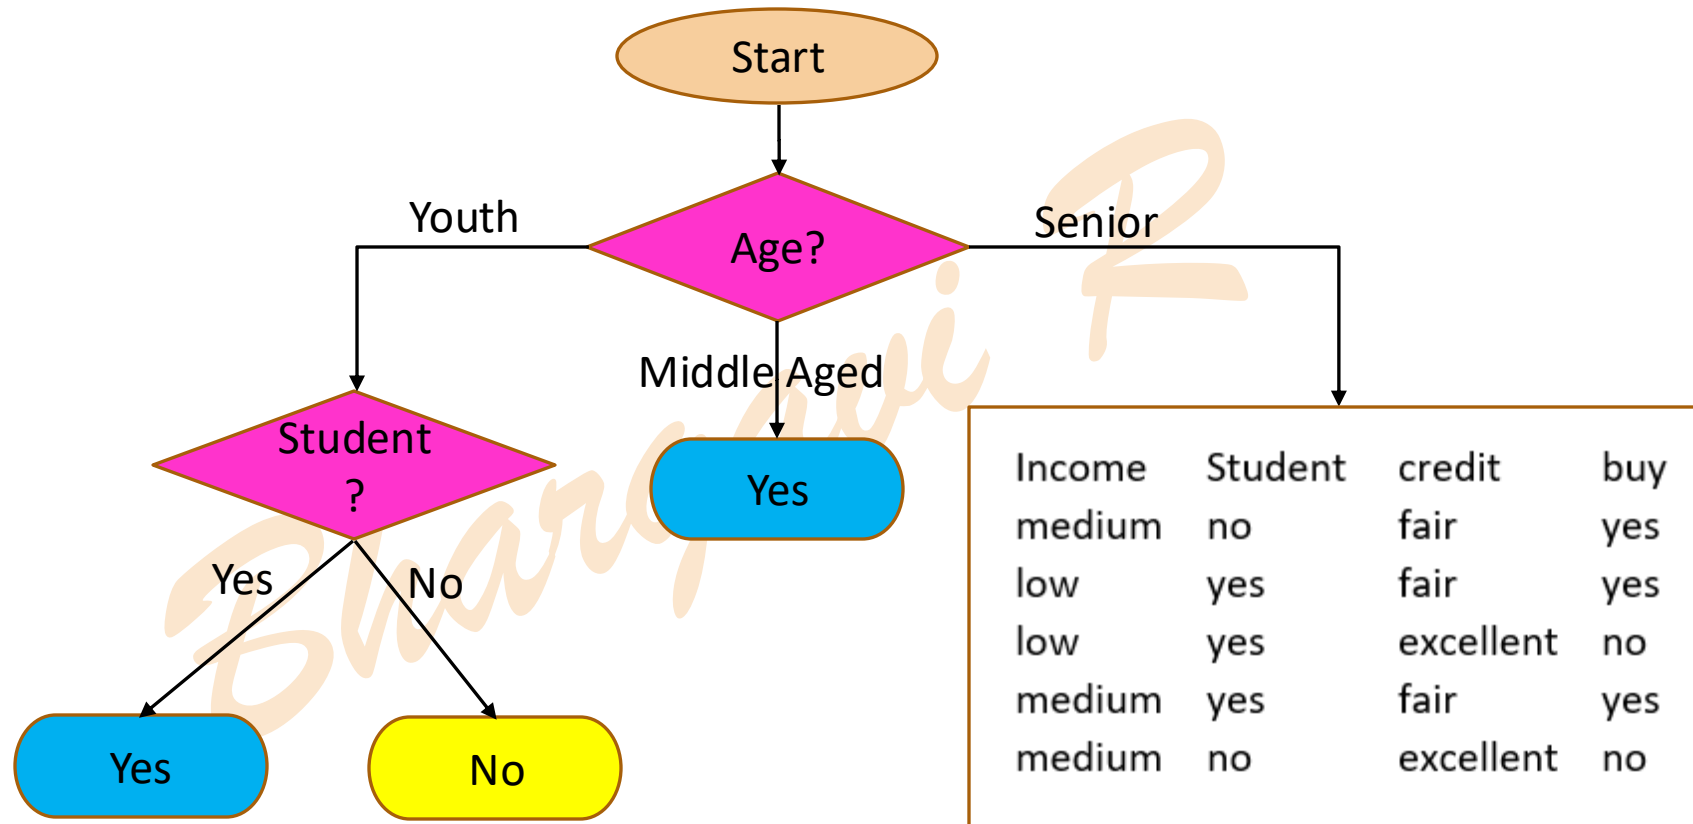 Start
Age?
Youth
Senior
Middle Aged
Student
?
Yes
Yes
No
Yes
No
Income Student credit buy
medium no fair yes
low yes fair yes
low yes excellent no
medium yes fair yes
medium no excellent no
Bhargavi R